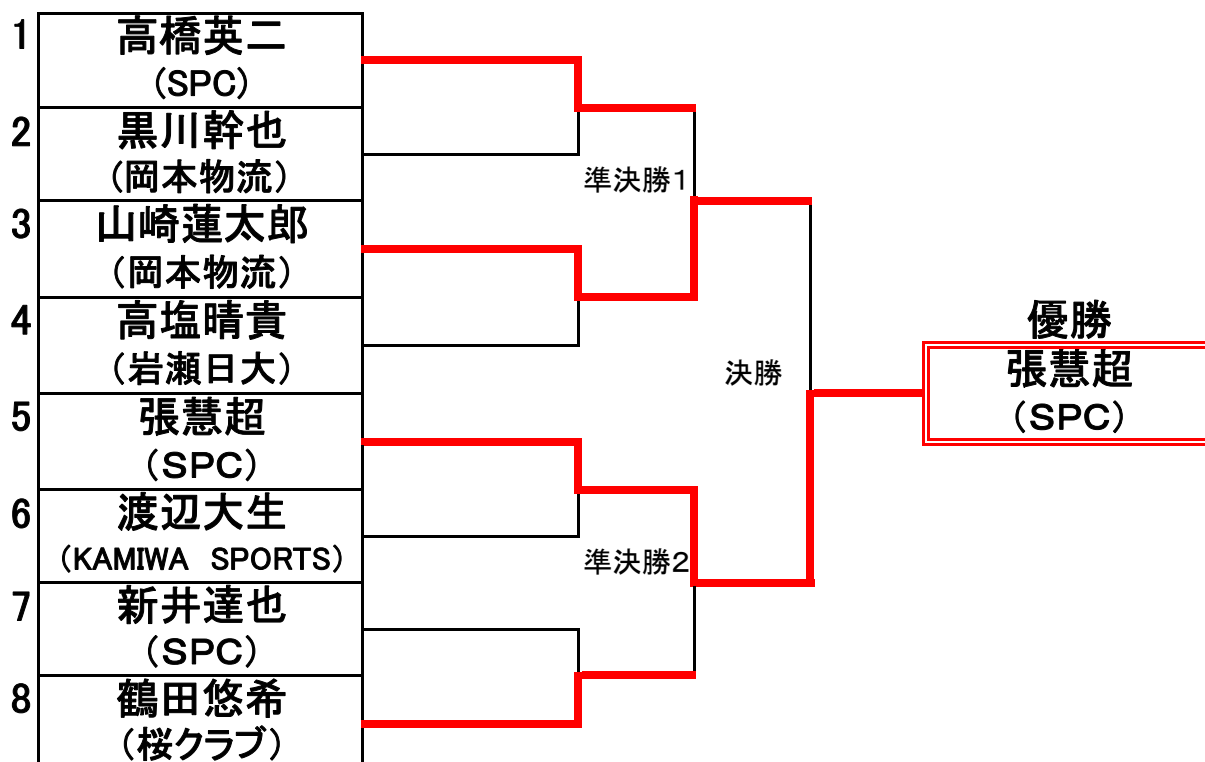 1
高橋英二
（SPC）
2
黒川幹也
（岡本物流）
準決勝1
3
山崎蓮太郎
（岡本物流）
4
高塩晴貴
（岩瀬日大）
決勝
優勝
張慧超
（SPC）
5
張慧超
（SPC）
6
渡辺大生
（KAMIWA　SPORTS）
準決勝2
7
新井達也
（SPC）
8
鶴田悠希
（桜クラブ）